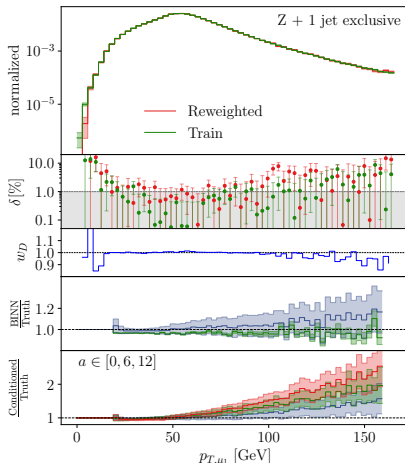 Z + 1 jet exclusive
normalized
10⁻³
10⁻⁵
Reweighted
Train
δ [%]
10.0
1.0
0.1
w_D
1.1
1.0
0.9
BINN
Truth
1.2
1.0
a ∈ [0, 6, 12]
Conditioned
Truth
2
1
0
50
100
150
p_{T,μ₁} [GeV]